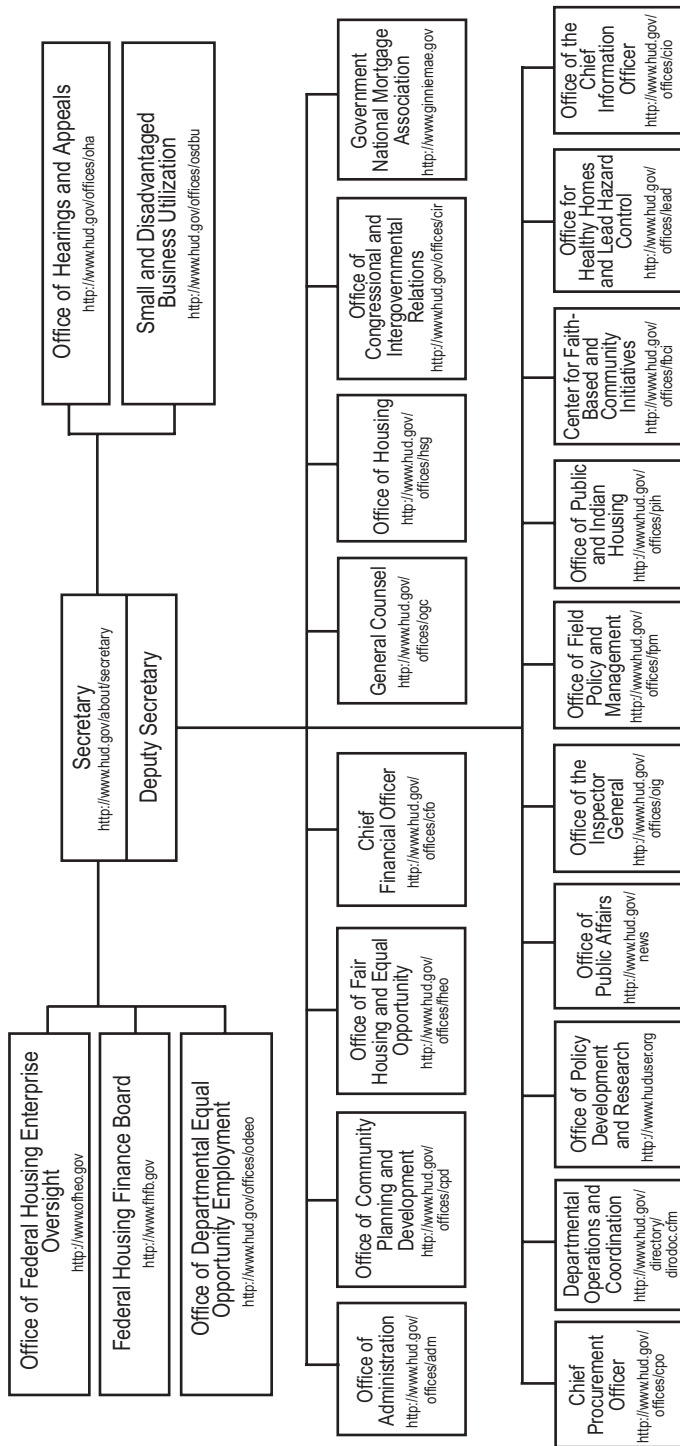 Office of Federal Housing Enterprise
Oversight
http://www.ofheo.gov
Federal Housing Finance Board
http://www.fhfb.gov
Office of Departmental Equal
Opportunity Employment
http://www.hud.gov/offices/odeeo
Secretary
http://www.hud.gov/about/secretary
Deputy Secretary
Office of Hearings and Appeals
http://www.hud.gov/offices/oha
Small and Disadvantaged
Business Utilization
http://www.hud.gov/offices/osdbu
Office of
Administration
http://www.hud.gov/
offices/adm
Office of Community
Planning and
Development
http://www.hud.gov/
offices/cpd
Office of Fair
Housing and Equal
Opportunity
http://www.hud.gov/
offices/fheo
Chief
Financial Officer
http://www.hud.gov/
offices/cfo
General Counsel
http://www.hud.gov/
offices/ogc
Office of Housing
http://www.hud.gov/
offices/hsg
Office of
Congressional and
Intergovernmental
Relations
http://www.hud.gov/offices/cir
Government
National Mortgage
Association
http://www.ginniemae.gov
Chief
Procurement
Officer
http://www.hud.gov/
offices/cpo
Departmental
Operations and
Coordination
http://www.hud.gov/
directory/
dirodoc.cfm
Office of Policy
Development
and Research
http://www.huduser.org
Office of
Public Affairs
http://www.hud.gov/
news
Office of the
Inspector
General
http://www.hud.gov/
offices/oig
Office of Field
Policy and
Management
http://www.hud.gov/
offices/fpm
Office of Public
and Indian
Housing
http://www.hud.gov/
offices/pih
Center for Faith-
Based and
Community
Initiatives
http://www.hud.gov/
offices/fbci
Office for
Healthy Homes
and Lead Hazard
Control
http://www.hud.gov/
offices/lead
Office of the
Chief
Information
Officer
http://www.hud.gov/
offices/cio